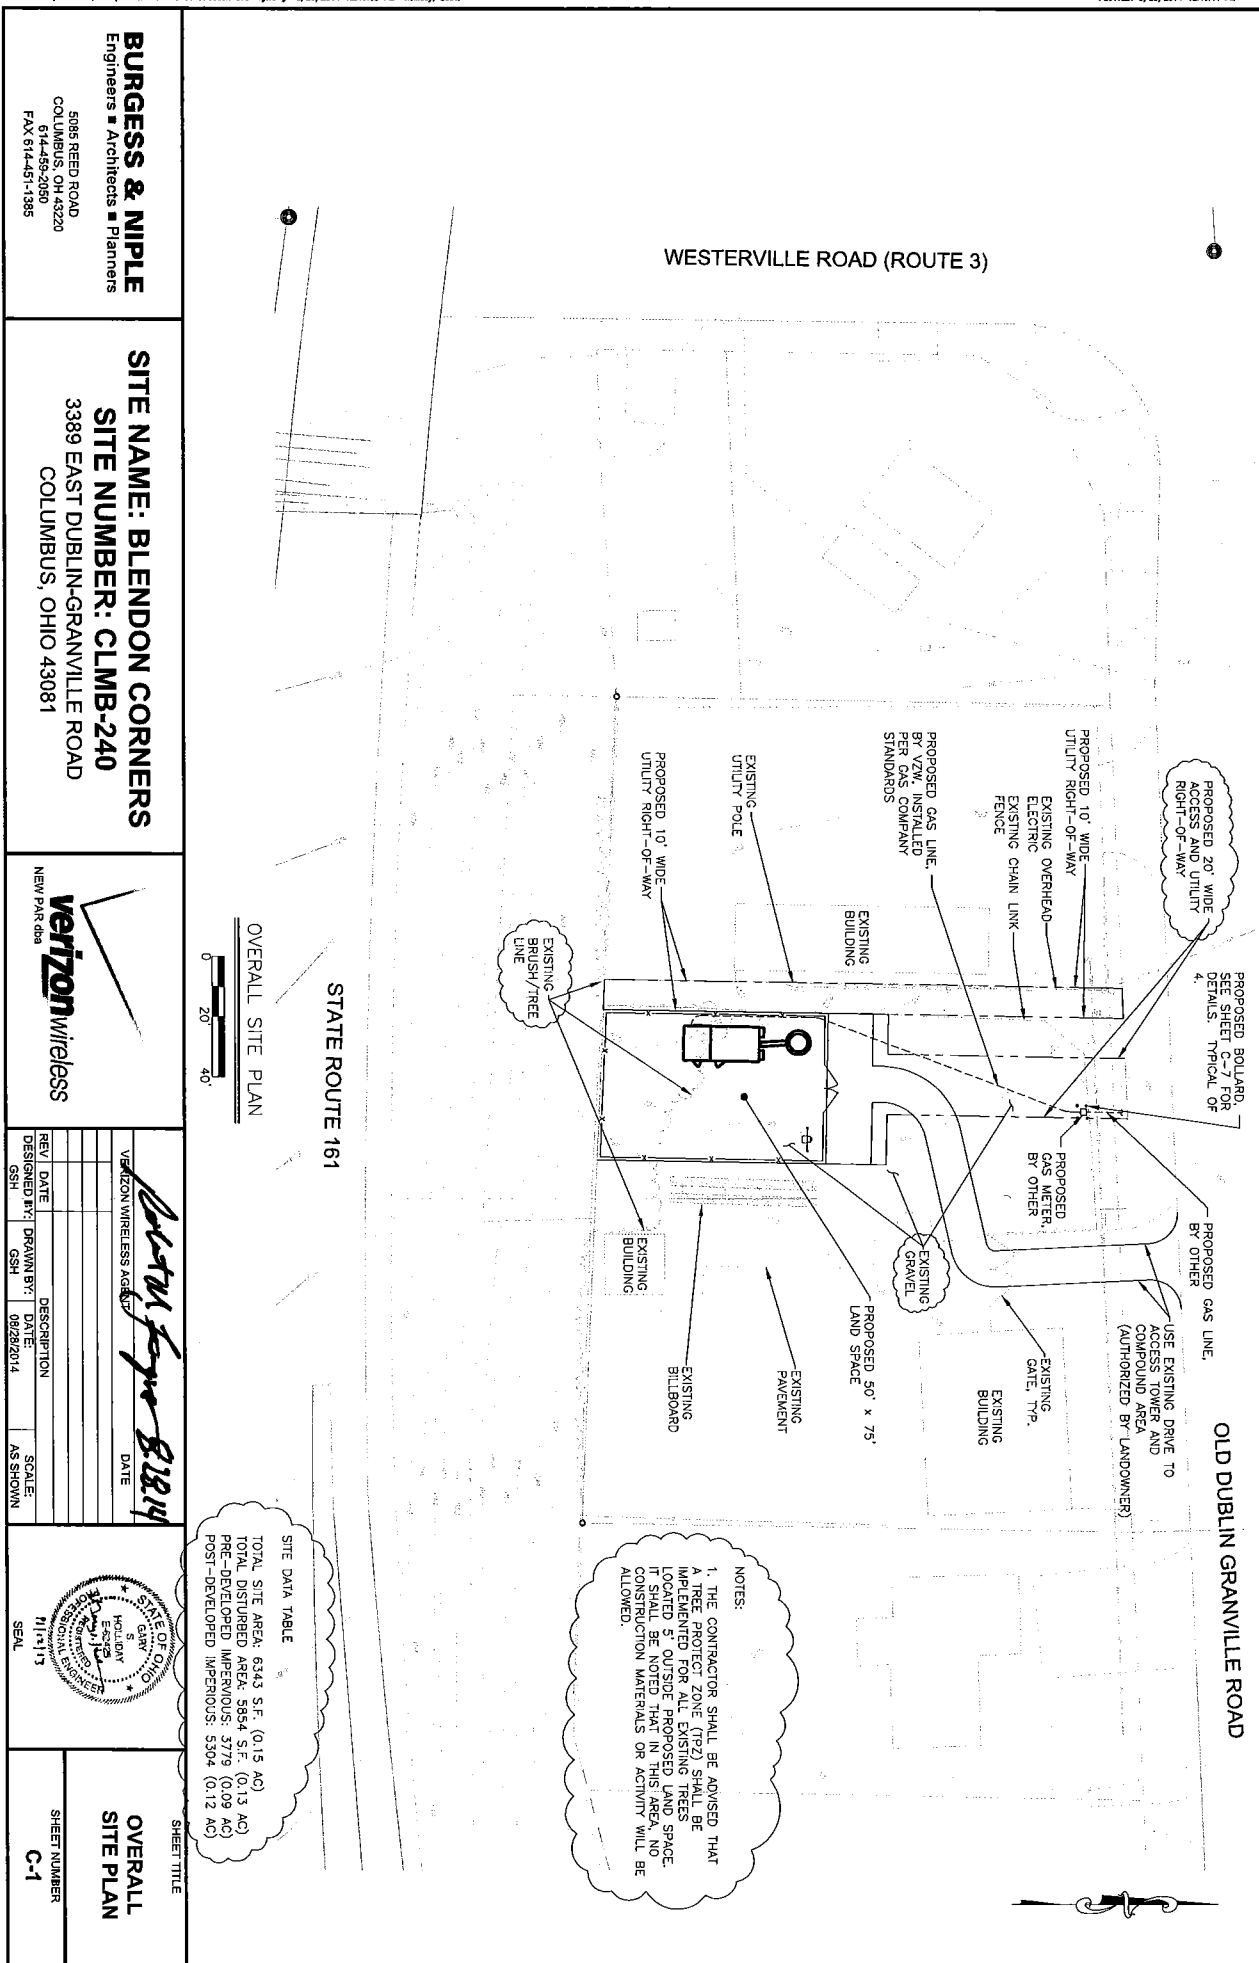 WESTERVILLE ROAD (ROUTE 3)
OLD DUBLIN GRANVILLE ROAD
STATE ROUTE 161
PROPOSED 20' WIDE
ACCESS AND UTILITY
RIGHT-OF-WAY
PROPOSED 10' WIDE
UTILITY RIGHT-OF-WAY
EXISTING OVERHEAD
ELECTRIC
EXISTING CHAIN LINK
FENCE
PROPOSED GAS LINE,
BY VZW, INSTALLED
PER GAS COMPANY
STANDARDS
EXISTING
UTILITY POLE
PROPOSED 10' WIDE
UTILITY RIGHT-OF-WAY
EXISTING
BUILDING
EXISTING
BRUSH/TREE
LINE
PROPOSED BOLLARD,
SEE SHEET C-7 FOR
DETAILS. TYPICAL OF
4.
PROPOSED
GAS METER,
BY OTHER
PROPOSED GAS LINE,
BY OTHER
USE EXISTING DRIVE TO
ACCESS TOWER AND
COMPOUND AREA
(AUTHORIZED BY LANDOWNER)
EXISTING
GATE, TYP.
EXISTING
BUILDING
EXISTING
GRAVEL
PROPOSED 50' x 75'
LAND SPACE
EXISTING
PAVEMENT
EXISTING
BILLBOARD
EXISTING
BUILDING
NOTES:
1. THE CONTRACTOR SHALL BE ADVISED THAT
A TREE PROTECT ZONE (TPZ) SHALL BE
IMPLEMENTED FOR ALL EXISTING TREES
LOCATED 5' OUTSIDE PROPOSED LAND SPACE.
IT SHALL BE NOTED THAT IN THIS AREA, NO
CONSTRUCTION MATERIALS OR ACTIVITY WILL BE
ALLOWED.
OVERALL SITE PLAN
0 20' 40'
SITE DATA TABLE
TOTAL SITE AREA: 6343 S.F. (0.15 AC)
TOTAL DISTURBED AREA: 5854 S.F. (0.13 AC)
PRE-DEVELOPED IMPERVIOUS: 3779 (0.09 AC)
POST-DEVELOPED IMPERIOUS: 5304 (0.12 AC)
BURGESS & NIPLE
Engineers ■ Architects ■ Planners
5085 REED ROAD
COLUMBUS, OH 43220
614-459-2050
FAX 614-451-1385
SITE NAME: BLENDON CORNERS
SITE NUMBER: CLMB-240
3389 EAST DUBLIN-GRANVILLE ROAD
COLUMBUS, OHIO 43081
NEW PAR dba
verizon wireless
8.28.14
VERIZON WIRELESS AGENT DATE
REV DATE DESCRIPTION
DESIGNED BY: DRAWN BY: DATE: SCALE:
GSH GSH 08/28/2014 AS SHOWN
STATE OF OHIO
GARY
S.
HOLLIDAY
E-62425
REGISTERED
PROFESSIONAL ENGINEER
11/12/13
SEAL
SHEET TITLE
OVERALL
SITE PLAN
SHEET NUMBER
C-1